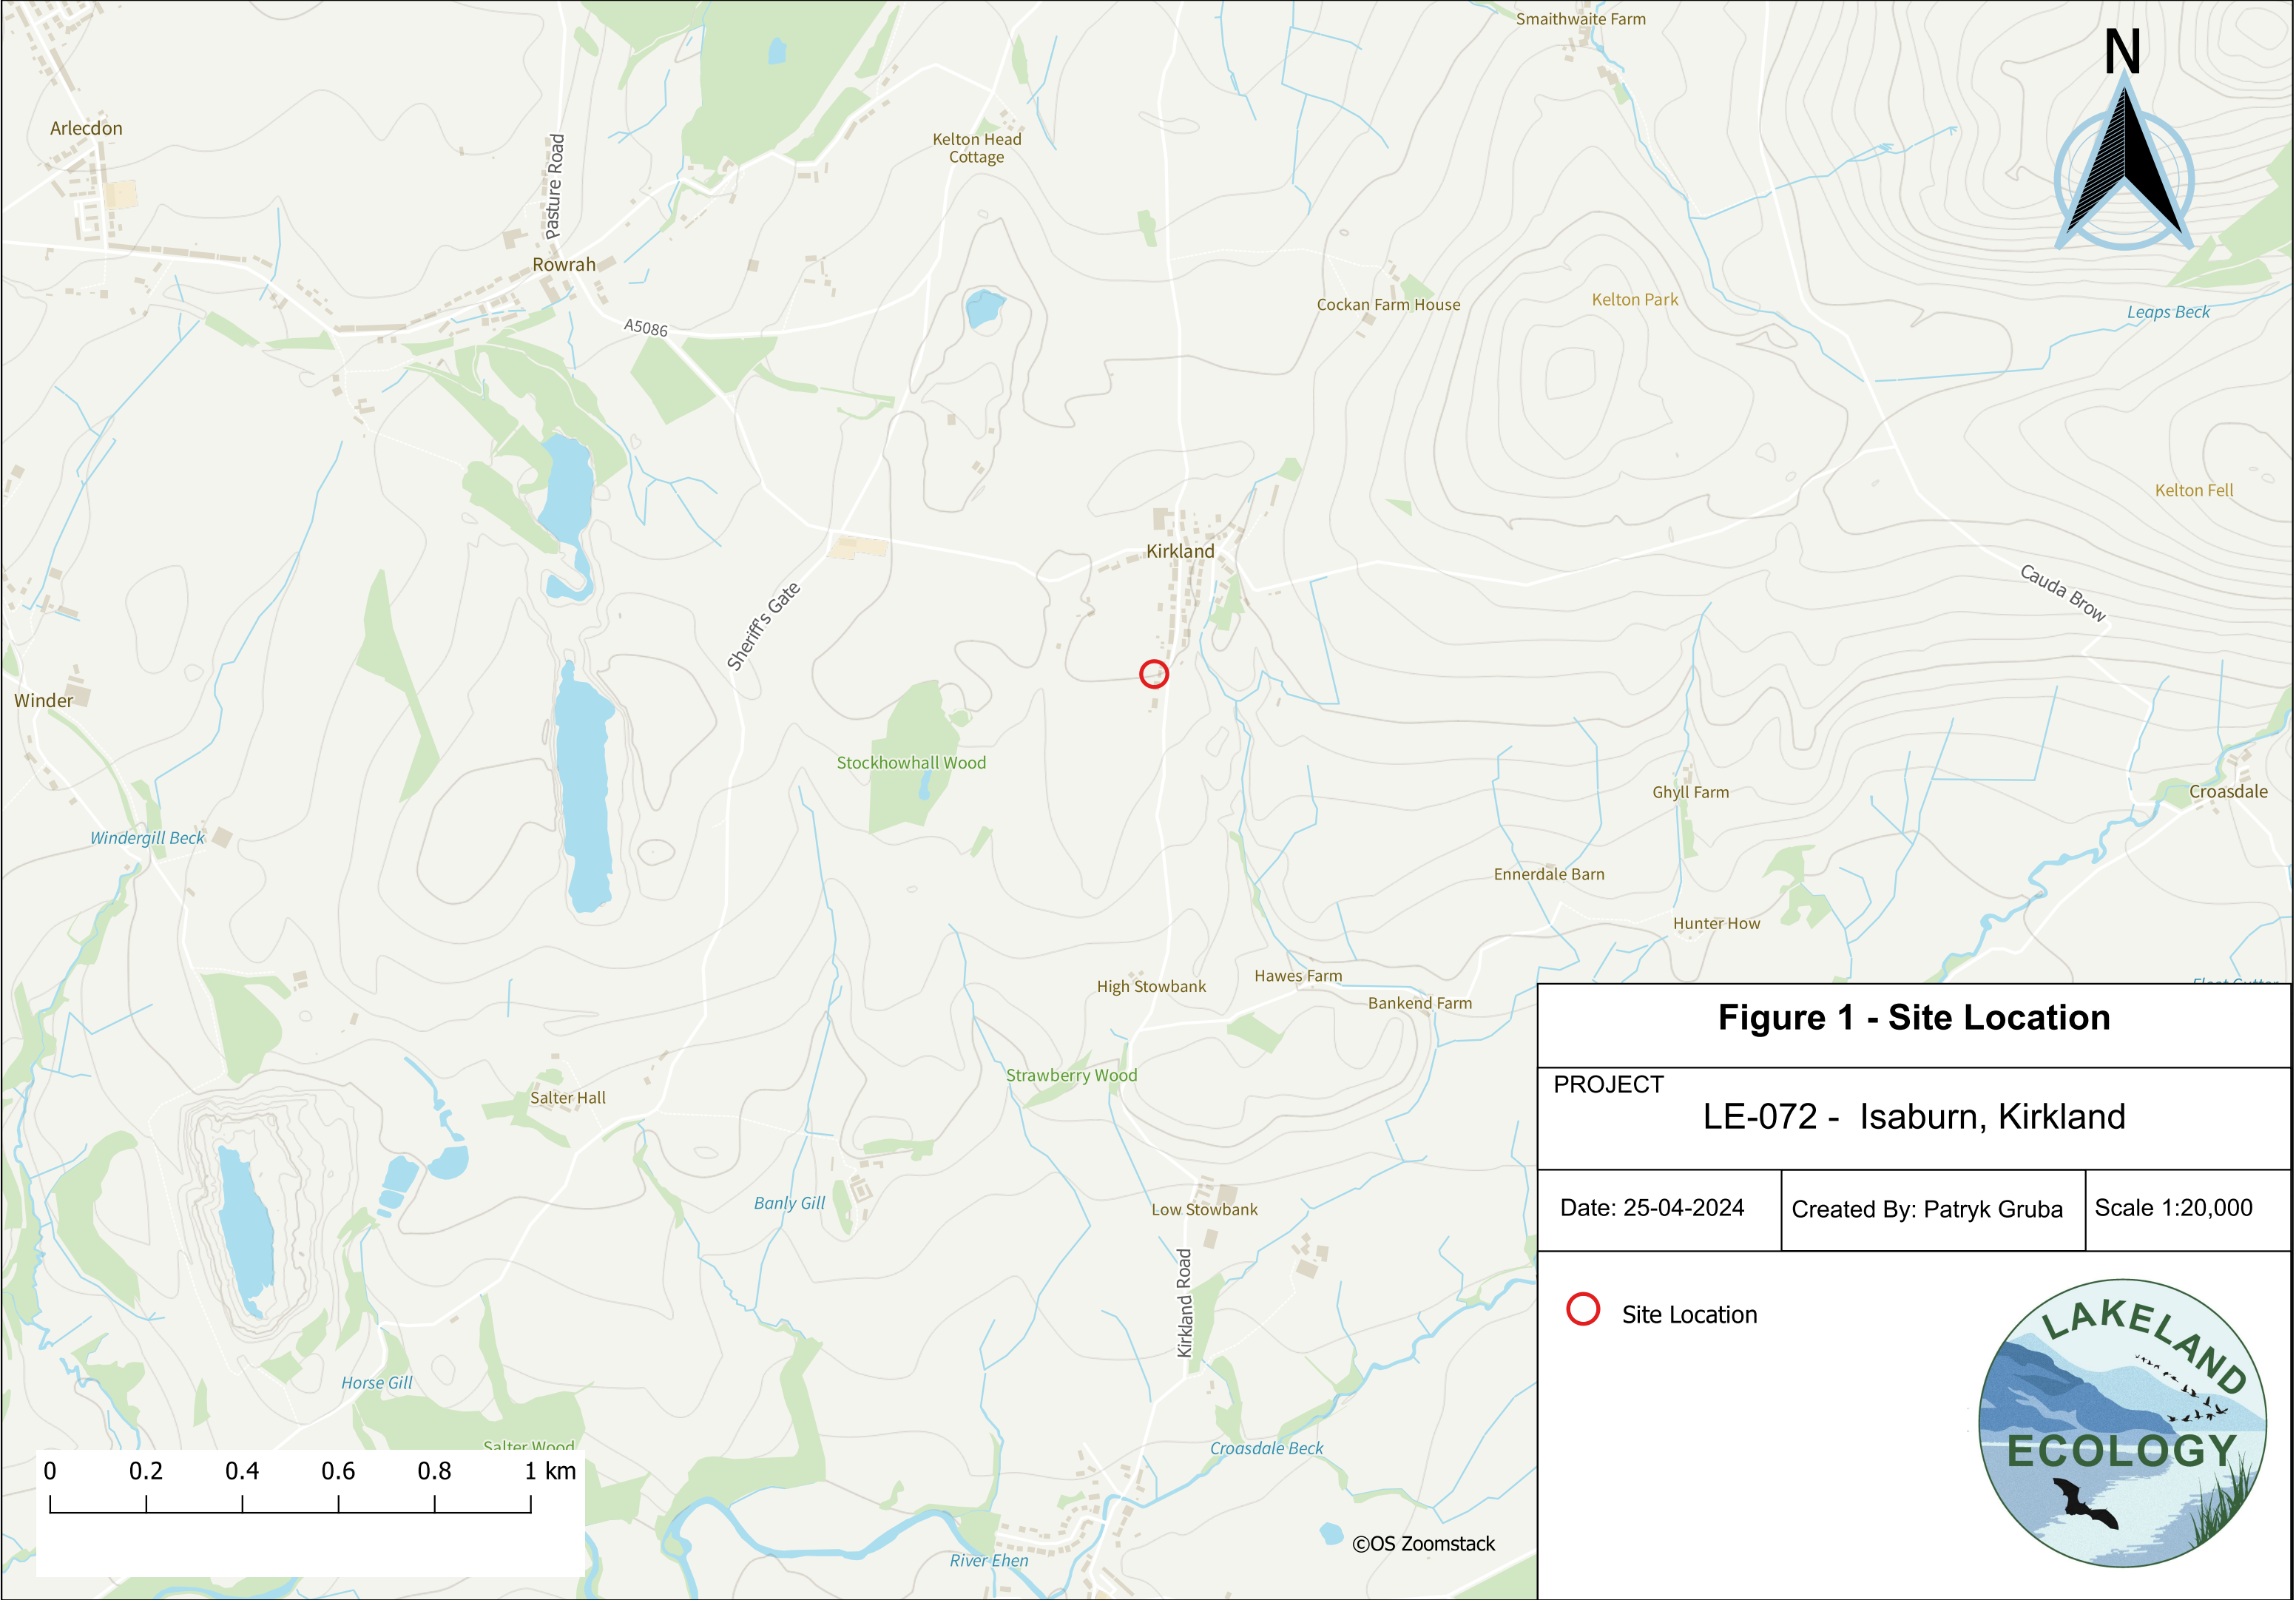 Smaithwaite Farm
N
Arlecdon
Kelton Head
Cottage
Pasture Road
Rowrah
Cockan Farm House
Kelton Park
Leaps Beck
A5086
Kelton Fell
Kirkland
Cauda Brow
Sheriff's Gate
Winder
Stockhowhall Wood
Ghyll Farm
Croasdale
Windergill Beck
Ennerdale Barn
Hunter How
High Stowbank
Hawes Farm
Bankend Farm
Strawberry Wood
Salter Hall
Banly Gill
Low Stowbank
Kirkland Road
Horse Gill
Salter Wood
Croasdale Beck
River Ehen
©OS Zoomstack
0 0.2 0.4 0.6 0.8 1 km
Figure 1 - Site Location
PROJECT
LE-072 - Isaburn, Kirkland
Date: 25-04-2024
Created By: Patryk Gruba
Scale 1:20,000
Site Location
LAKELAND
ECOLOGY